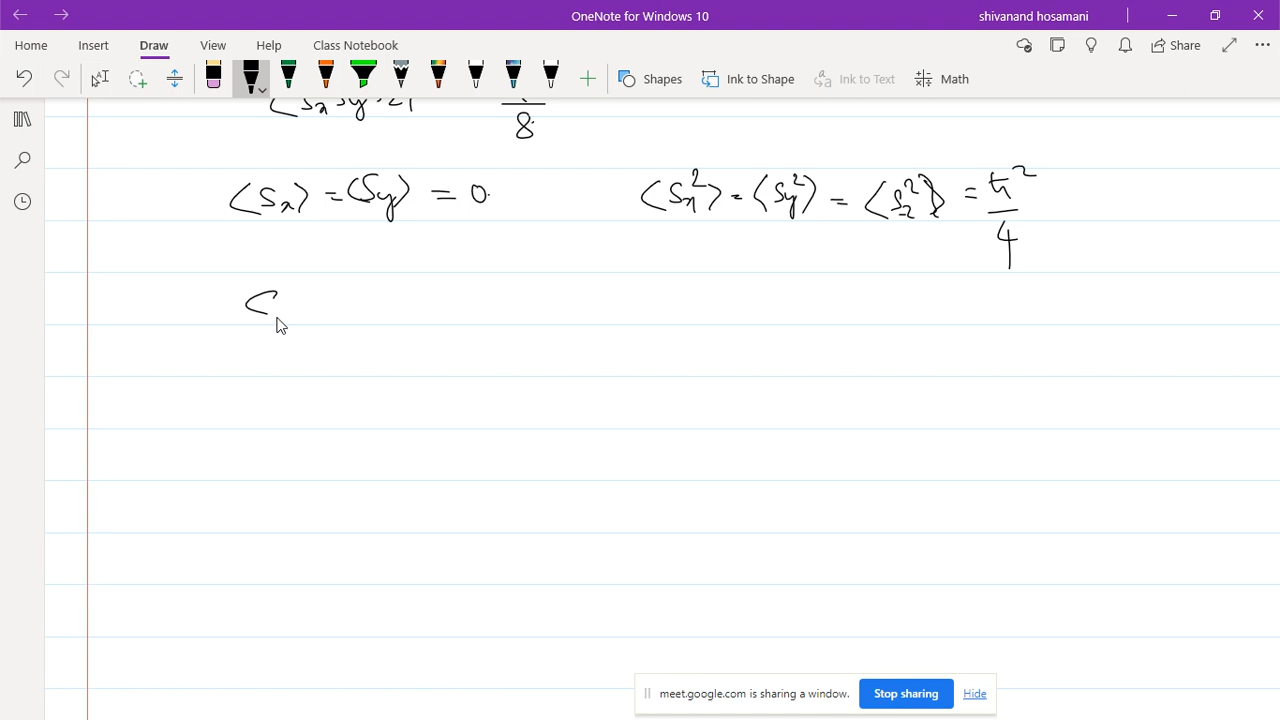 OneNote for Windows 10
shivanand hosamani
Home Insert Draw View Help Class Notebook
Share
Shapes Ink to Shape Ink to Text Math
8
⟨Sx⟩ = ⟨Sy⟩ = 0 ⟨Sx²⟩ = ⟨Sy²⟩ = ⟨Sz²⟩ = ħ²/4
meet.google.com is sharing a window. Stop sharing Hide